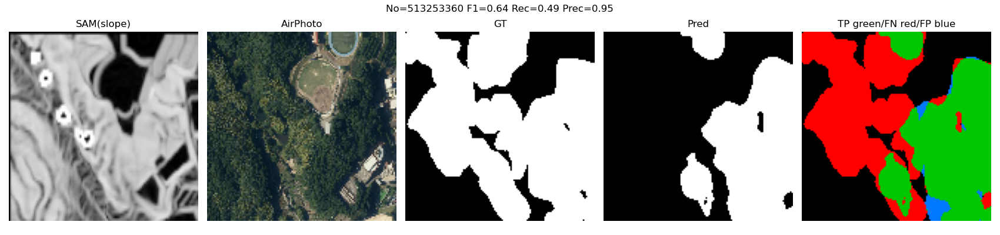 No=513253360 F1=0.64 Rec=0.49 Prec=0.95
SAM(slope)
AirPhoto
GT
Pred
TP green/FN red/FP blue